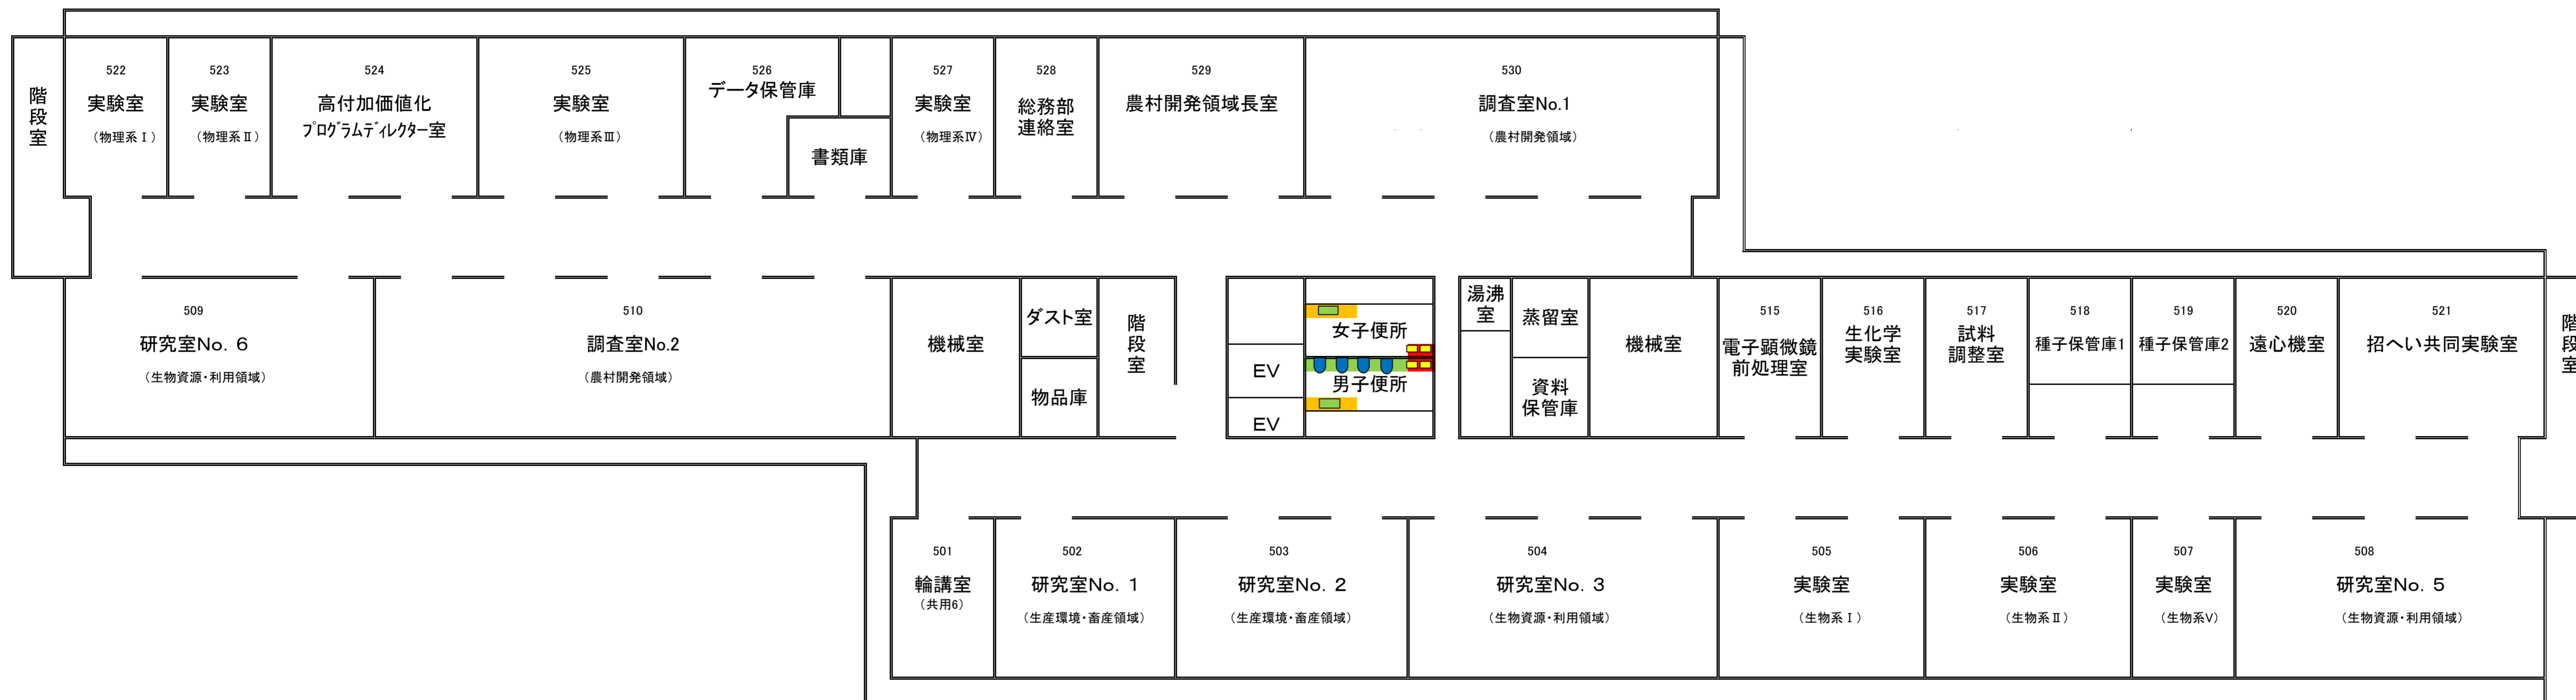 階段室
522
実験室
（物理系Ⅰ）
523
実験室
（物理系Ⅱ）
524
高付加価値化
ﾌﾟﾛｸﾞﾗﾑﾃﾞｨﾚｸﾀｰ室
525
実験室
（物理系Ⅲ）
526
データ保管庫
書類庫
527
実験室
（物理系Ⅳ）
528
総務部
連絡室
529
農村開発領域長室
530
調査室No.1
（農村開発領域）
509
研究室No. 6
（生物資源・利用領域）
510
調査室No.2
（農村開発領域）
機械室
ダスト室
物品庫
階段室
EV
EV
女子便所
男子便所
湯沸室
蒸留室
資料
保管庫
機械室
515
電子顕微鏡
前処理室
516
生化学
実験室
517
試料
調整室
518
種子保管庫1
519
種子保管庫2
520
遠心機室
521
招へい共同実験室
階段室
501
輪講室
（共用6）
502
研究室No. 1
（生産環境・畜産領域）
503
研究室No. 2
（生産環境・畜産領域）
504
研究室No. 3
（生物資源・利用領域）
505
実験室
（生物系Ⅰ）
506
実験室
（生物系Ⅱ）
507
実験室
（生物系V）
508
研究室No. 5
（生物資源・利用領域）